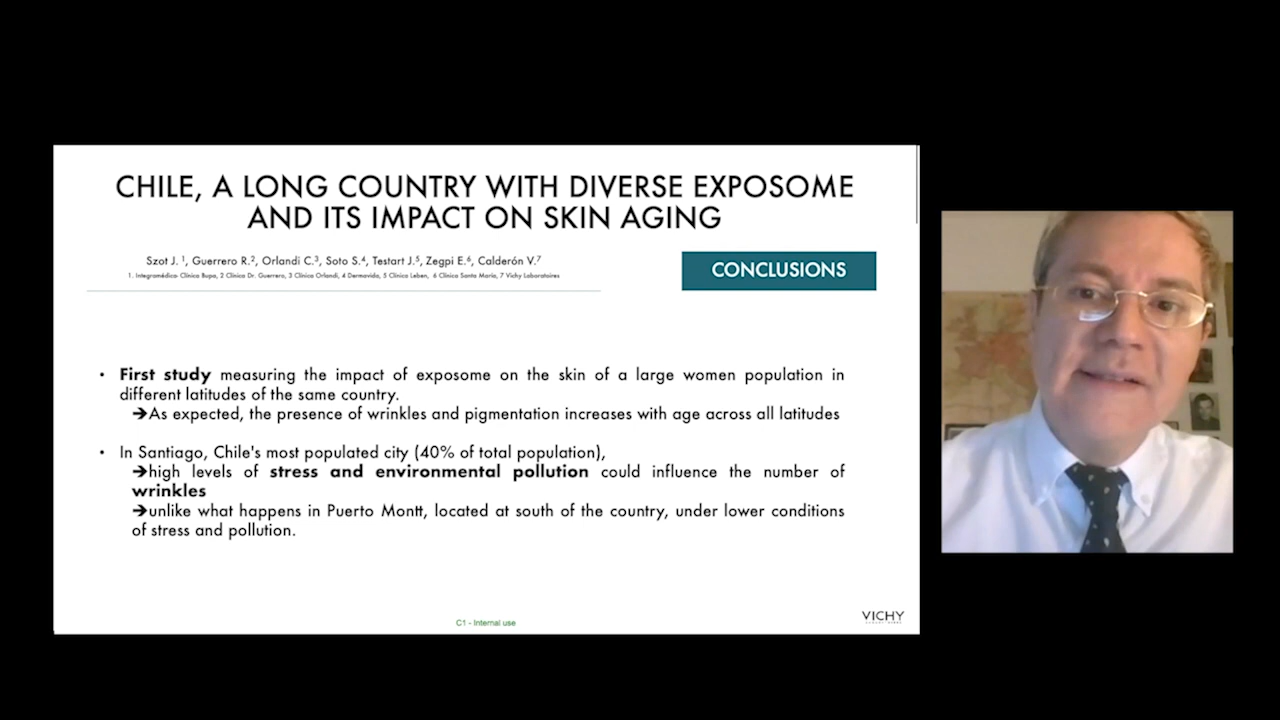 CHILE, A LONG COUNTRY WITH DIVERSE EXPOSOME
AND ITS IMPACT ON SKIN AGING
Szot J. ¹, Guerrero R.², Orlandi C.³, Soto S.⁴, Testart J.⁵, Zegpi E.⁶, Calderón V.⁷
1. Integramédica- Clínica Bupa, 2 Clínica Dr. Guerrero, 3 Clínica Orlandi, 4 Dermavida, 5 Clínica Leben, 6 Clínica Santa María, 7 Vichy Laboratoires
CONCLUSIONS
• First study measuring the impact of exposome on the skin of a large women population in
different latitudes of the same country.
➔As expected, the presence of wrinkles and pigmentation increases with age across all latitudes
• In Santiago, Chile's most populated city (40% of total population),
➔high levels of stress and environmental pollution could influence the number of
wrinkles
➔unlike what happens in Puerto Montt, located at south of the country, under lower conditions
of stress and pollution.
C1 - Internal use
VICHY